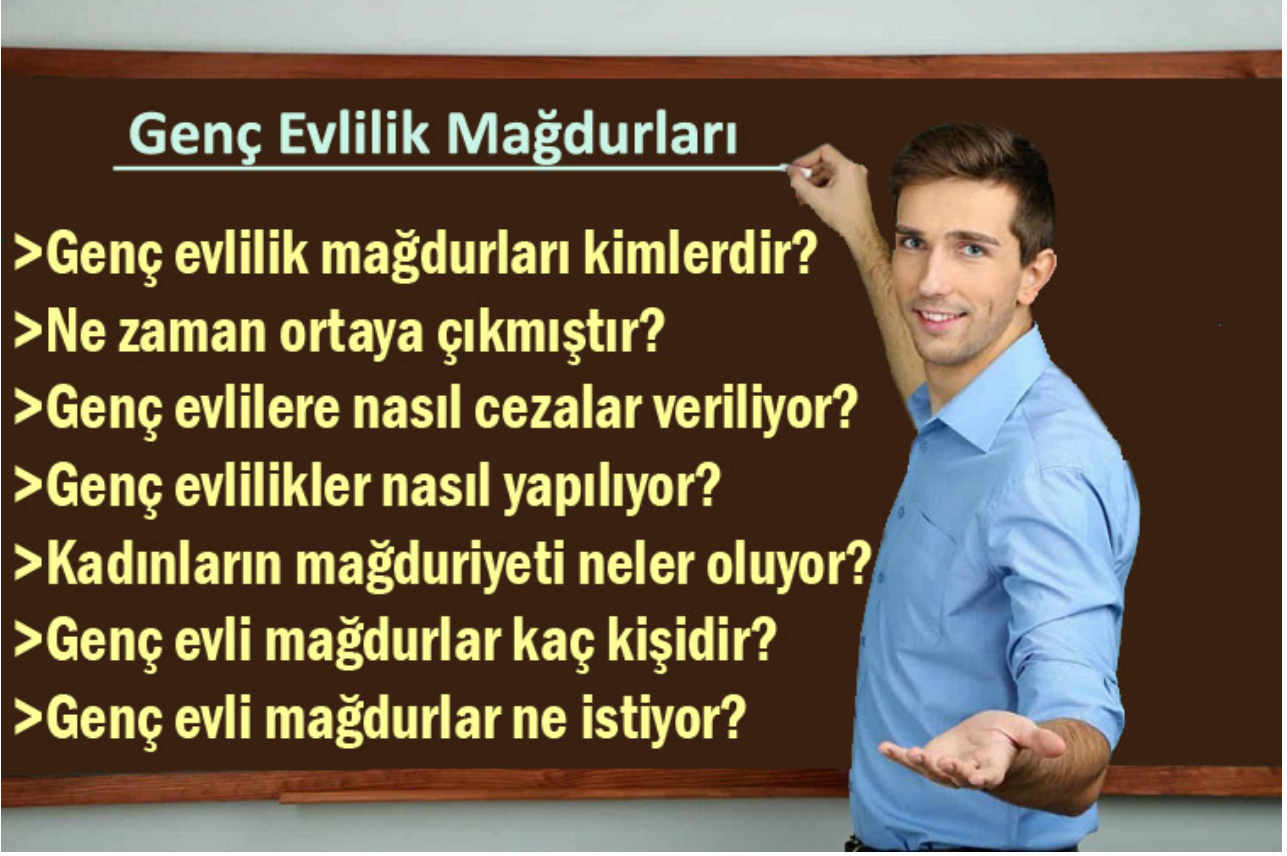 Genç Evlilik Mağdurları
>Genç evlilik mağdurları kimlerdir?
>Ne zaman ortaya çıkmıştır?
>Genç evlilere nasıl cezalar veriliyor?
>Genç evlilikler nasıl yapılıyor?
>Kadınların mağduriyeti neler oluyor?
>Genç evli mağdurlar kaç kişidir?
>Genç evli mağdurlar ne istiyor?